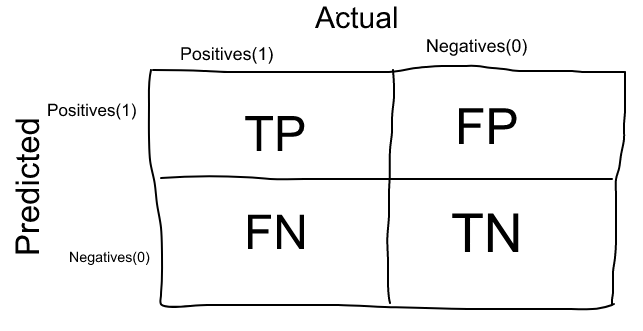 Actual
Positives(1) Negatives(0)
Predicted
Positives(1)
TP FP
Negatives(0)
FN TN